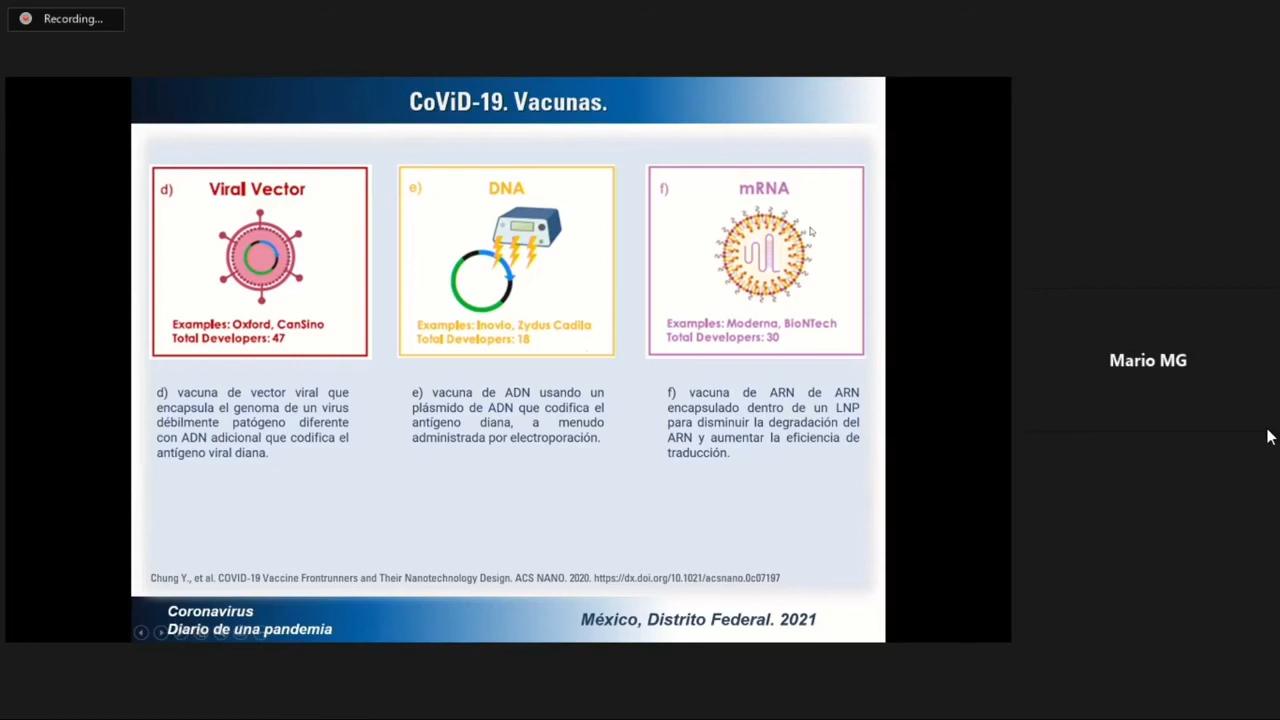 Recording...
CoViD-19. Vacunas.
d) Viral Vector
Examples: Oxford, CanSino
Total Developers: 47
e) DNA
Examples: Inovio, Zydus Cadila
Total Developers: 18
f) mRNA
Examples: Moderna, BioNTech
Total Developers: 30
d) vacuna de vector viral que
encapsula el genoma de un virus
débilmente patógeno diferente
con ADN adicional que codifica el
antígeno viral diana.
e) vacuna de ADN usando un
plásmido de ADN que codifica el
antígeno diana, a menudo
administrada por electroporación.
f) vacuna de ARN de ARN
encapsulado dentro de un LNP
para disminuir la degradación del
ARN y aumentar la eficiencia de
traducción.
Chung Y., et al. COVID-19 Vaccine Frontrunners and Their Nanotechnology Design. ACS NANO. 2020. https://dx.doi.org/10.1021/acsnano.0c07197
Coronavirus
Diario de una pandemia
México, Distrito Federal. 2021
Mario MG